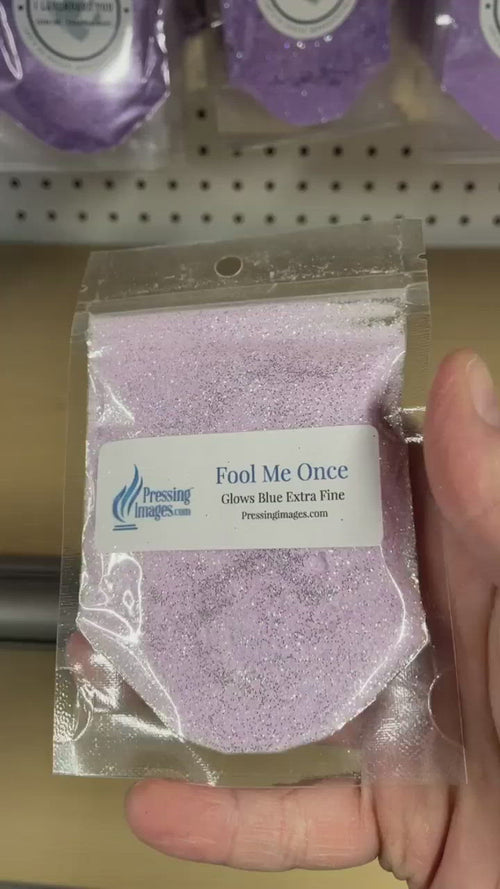 Pressing
Images.com
Fool Me Once
Glows Blue Extra Fine
Pressingimages.com